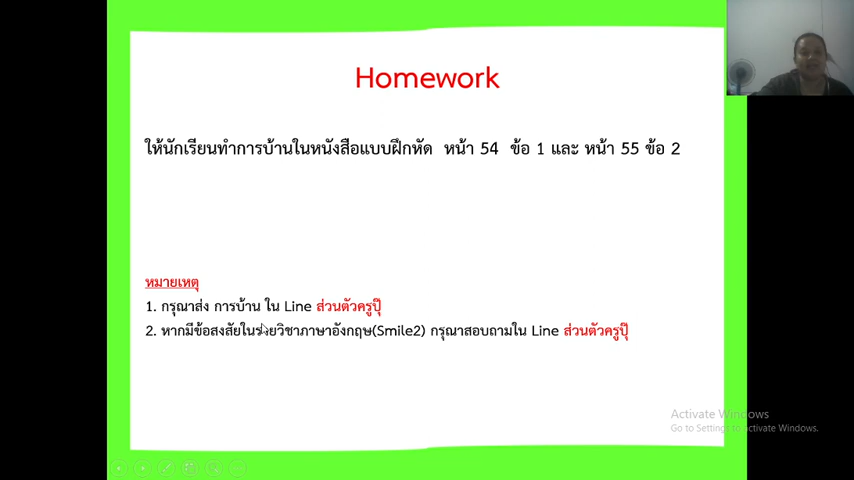 Homework
ให้นักเรียนทำการบ้านในหนังสือแบบฝึกหัด หน้า 54 ข้อ 1 และ หน้า 55 ข้อ 2
หมายเหตุ
1. กรุณาส่ง การบ้าน ใน Line ส่วนตัวครูปุ๊
2. หากมีข้อสงสัยในรายวิชาภาษาอังกฤษ(Smile2) กรุณาสอบถามใน Line ส่วนตัวครูปุ๊
Activate Windows
Go to Settings to activate Windows.